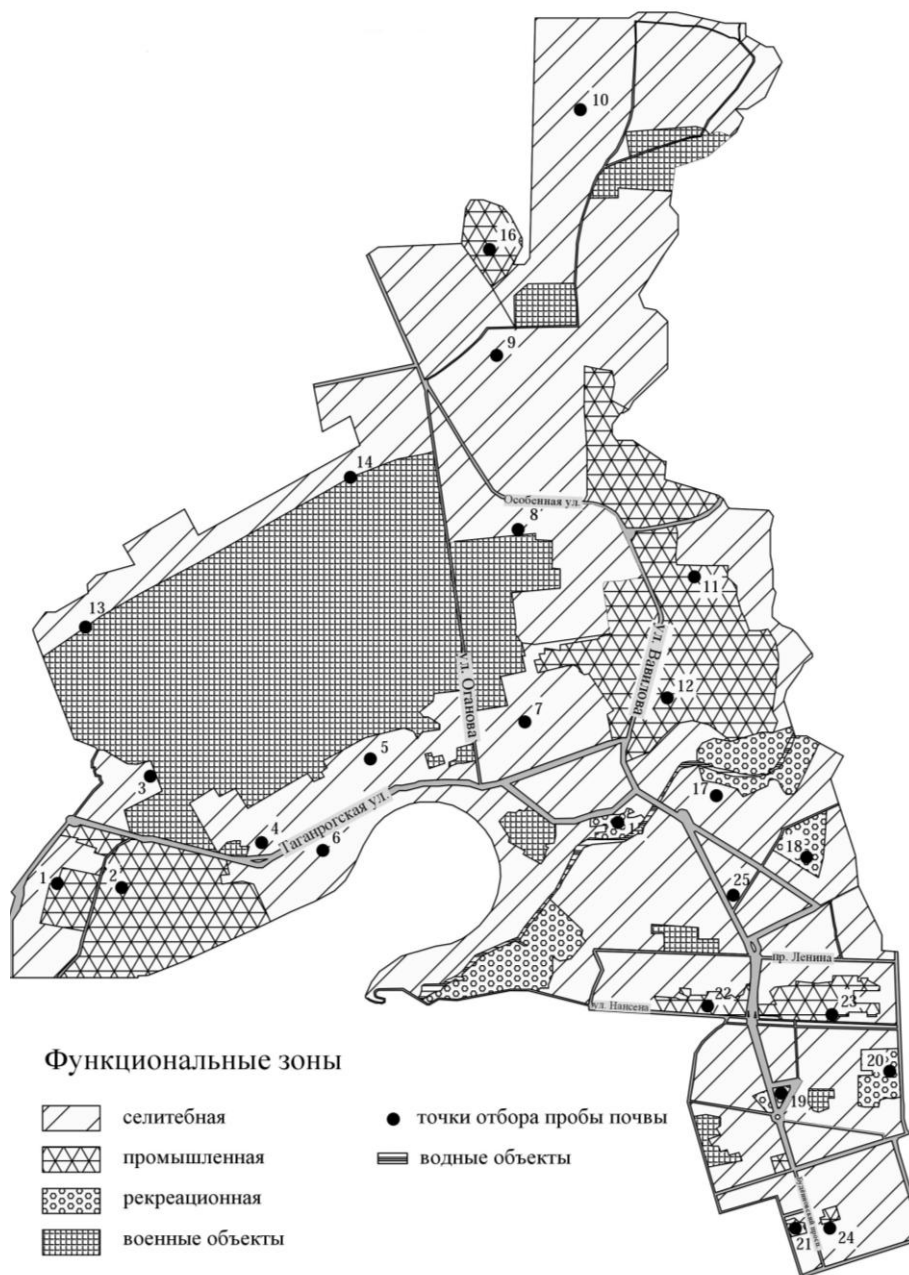 10
16
9
14
Особенная ул.
8
11
13
ул. Оганова
ул. Вавилова
12
7
5
3
17
Таганрогская ул.
4
6
1
18
1
2
25
пр. Ленина
22
ул. Нансена
23
20
19
21
24
Функциональные зоны
селитебная
промышленная
рекреационная
военные объекты
точки отбора пробы почвы
водные объекты